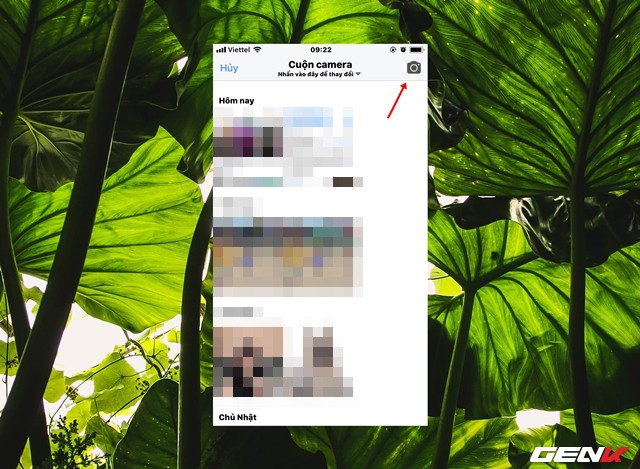 Viettel 09:22
Hủy Cuộn camera
Nhấn vào đây để thay đổi
Hôm nay
Chủ Nhật
GENK